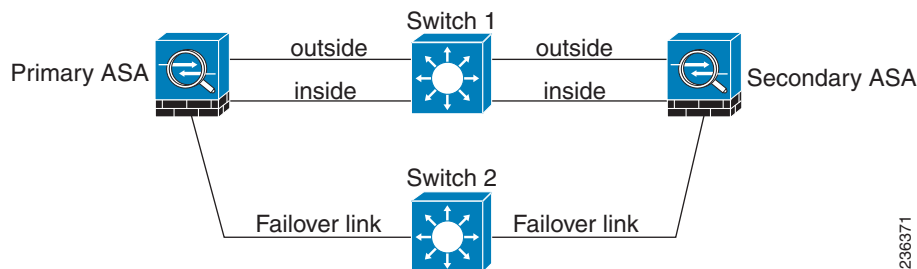 Switch 1
outside
outside
Primary ASA
Secondary ASA
inside
inside
Switch 2
Failover link
Failover link
236371